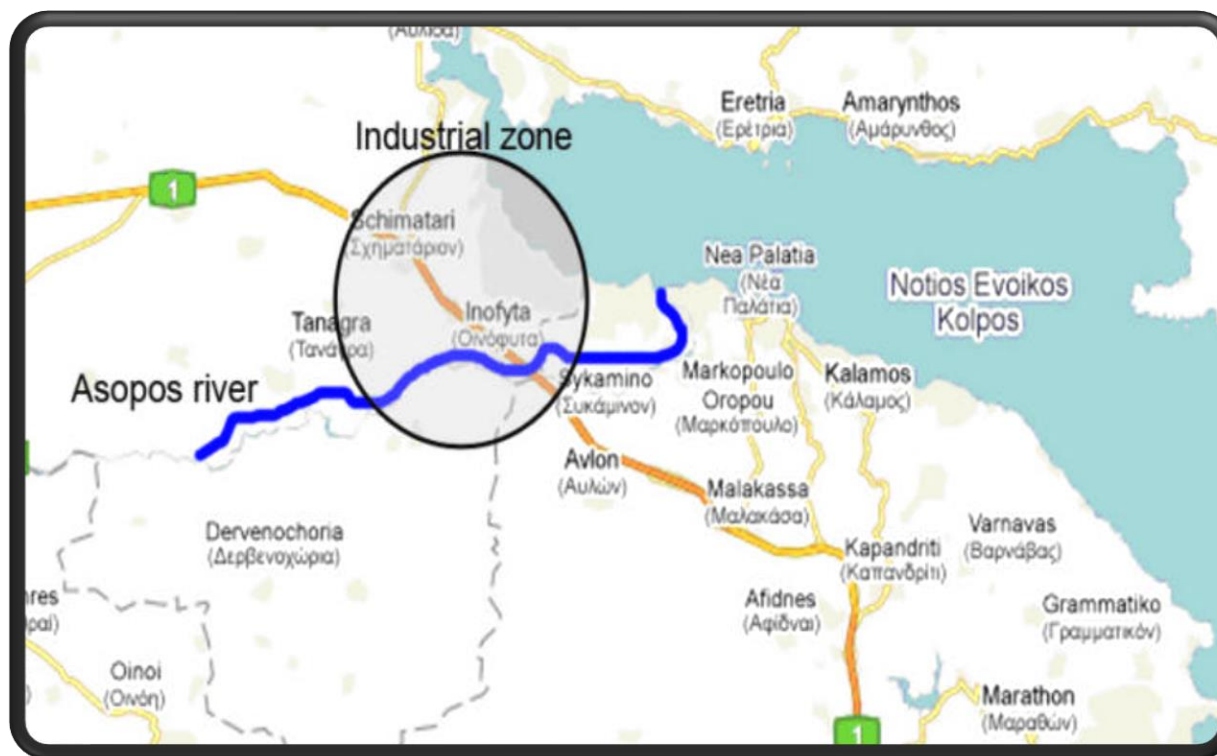 Eretria
(Ερέτρια)
Amarynthos
(Αμάρυνθος)
Industrial zone
1
Schimatari
(Σχηματάριον)
Nea Palatia
(Νέα
Παλάτια)
Notios Evoikos
Kolpos
Tanagra
(Τανάγρα)
Inofyta
(Οινόφυτα)
Asopos river
Sykamino
(Συκάμινον)
Markopoulo
Oropou
(Μαρκόπουλο)
Kalamos
(Κάλαμος)
Avlon
(Αυλών)
Malakassa
(Μαλακάσα)
Dervenochoria
(Δερβενοχώρια)
Kapandriti
(Καπανδρίτι)
Varnavas
(Βαρνάβας)
Afidnes
(Αφίδναι)
Grammatiko
(Γραμματικόν)
Oinoi
(Οινόη)
Marathon
(Μαραθών)
1